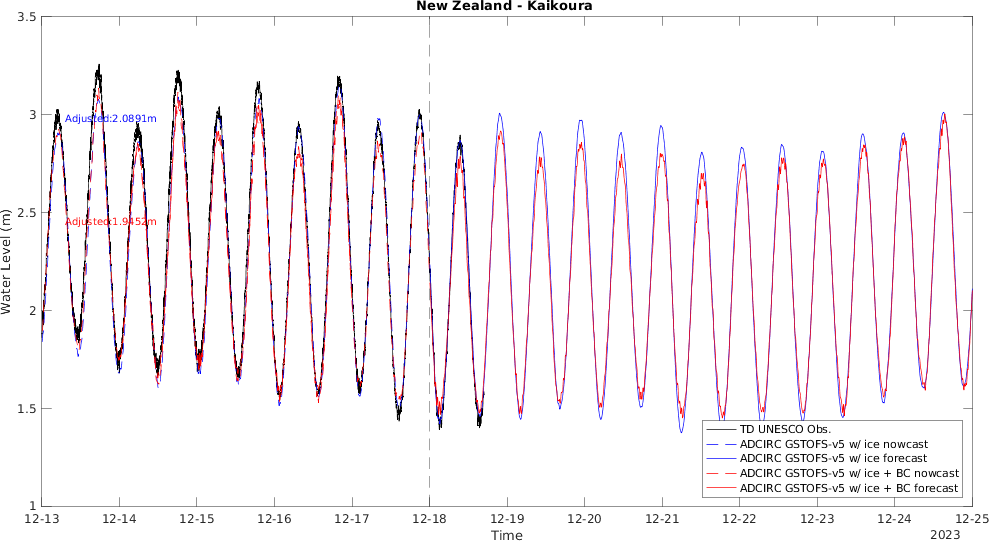 New Zealand - Kaikoura
3.5
3
2.5
2
1.5
1
Water Level (m)
Adjusted:2.0891m
Adjusted:1.9452m
TD UNESCO Obs.
ADCIRC GSTOFS-v5 w/ ice nowcast
ADCIRC GSTOFS-v5 w/ ice forecast
ADCIRC GSTOFS-v5 w/ ice + BC nowcast
ADCIRC GSTOFS-v5 w/ ice + BC forecast
12-13 12-14 12-15 12-16 12-17 12-18 12-19 12-20 12-21 12-22 12-23 12-24 12-25
Time
2023